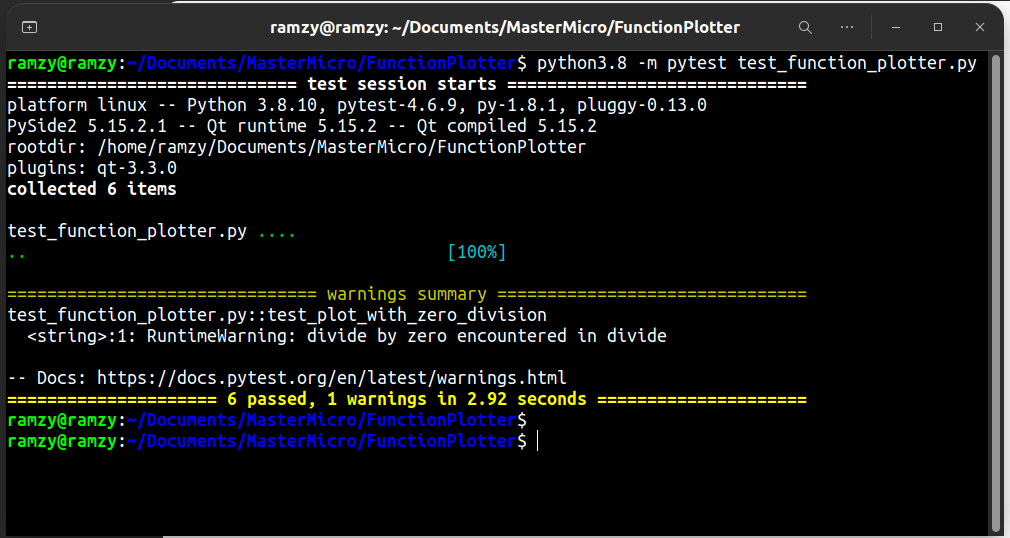 ramzy@ramzy: ~/Documents/MasterMicro/FunctionPlotter
ramzy@ramzy:~/Documents/MasterMicro/FunctionPlotter$ python3.8 -m pytest test_function_plotter.py
============================= test session starts ==============================
platform linux -- Python 3.8.10, pytest-4.6.9, py-1.8.1, pluggy-0.13.0
PySide2 5.15.2.1 -- Qt runtime 5.15.2 -- Qt compiled 5.15.2
rootdir: /home/ramzy/Documents/MasterMicro/FunctionPlotter
plugins: qt-3.3.0
collected 6 items
test_function_plotter.py ....
..                                          [100%]
=============================== warnings summary ===============================
test_function_plotter.py::test_plot_with_zero_division
  <string>:1: RuntimeWarning: divide by zero encountered in divide
-- Docs: https://docs.pytest.org/en/latest/warnings.html
===================== 6 passed, 1 warnings in 2.92 seconds =====================
ramzy@ramzy:~/Documents/MasterMicro/FunctionPlotter$
ramzy@ramzy:~/Documents/MasterMicro/FunctionPlotter$